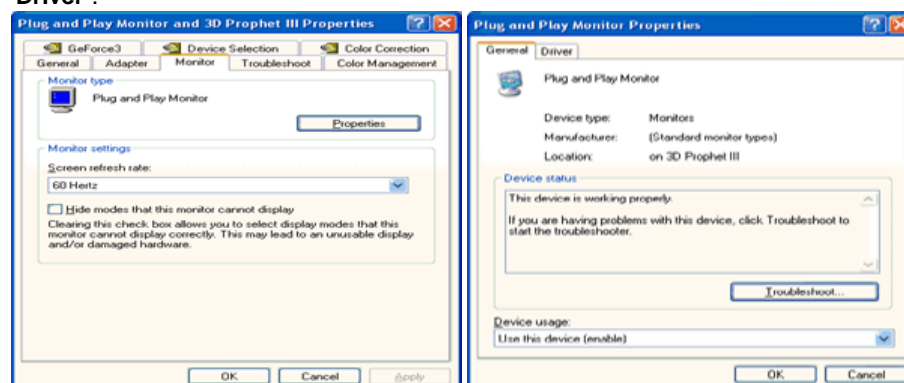 Driver'.
Plug and Play Monitor and 3D Prophet III Properties
GeForce3 Device Selection Color Correction
General Adapter Monitor Troubleshoot Color Management
Monitor type
Plug and Play Monitor
Properties
Monitor settings
Screen refresh rate:
60 Hertz
Hide modes that this monitor cannot display
Clearing this check box allows you to select display modes that this
monitor cannot display correctly. This may lead to an unusable display
and/or damaged hardware.
OK Cancel Apply
Plug and Play Monitor Properties
General Driver
Plug and Play Monitor
Device type: Monitors
Manufacturer: (Standard monitor types)
Location: on 3D Prophet III
Device status
This device is working properly.
If you are having problems with this device, click Troubleshoot to
start the troubleshooter.
Troubleshoot...
Device usage:
Use this device (enable)
OK Cancel